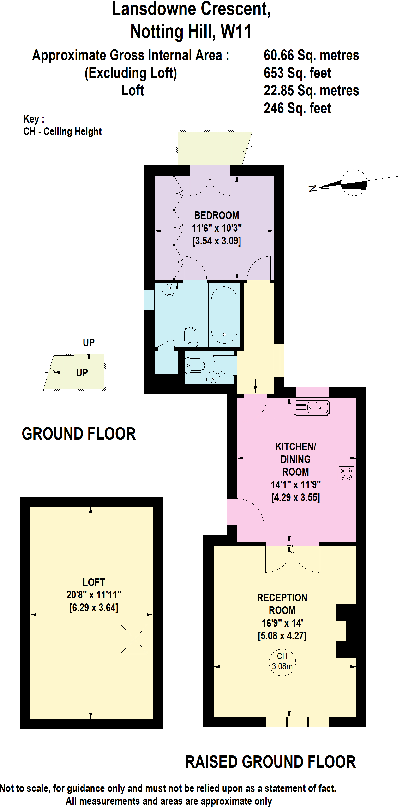 Lansdowne Crescent,
Notting Hill, W11
Approximate Gross Internal Area : 60.66 Sq. metres
(Excluding Loft) 653 Sq. feet
Loft 22.85 Sq. metres
246 Sq. feet
Key :
CH - Ceiling Height
N
BEDROOM
11'6" x 10'3"
[3.54 x 3.09]
UP
UP
GROUND FLOOR
KITCHEN/
DINING
ROOM
14'1" x 11'9"
[4.29 x 3.55]
LOFT
20'8" x 11'11"
[6.29 x 3.64]
RECEPTION
ROOM
16'9" x 14'
[5.08 x 4.27]
CH
3.08m
RAISED GROUND FLOOR
Not to scale, for guidance only and must not be relied upon as a statement of fact.
All measurements and areas are approximate only